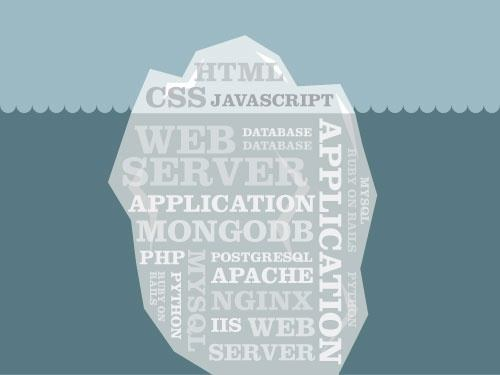 HTML
CSS JAVASCRIPT
WEB
DATABASE
DATABASE
SERVER
APPLICATION
MONGODB
PHP
POSTGRESQL
APACHE
NGINX
IIS WEB
SERVER
RUBY ON
RAILS
PYTHON
MYSQL
APPLICATION
RUBY ON RAILS
MYSQL
PYTHON